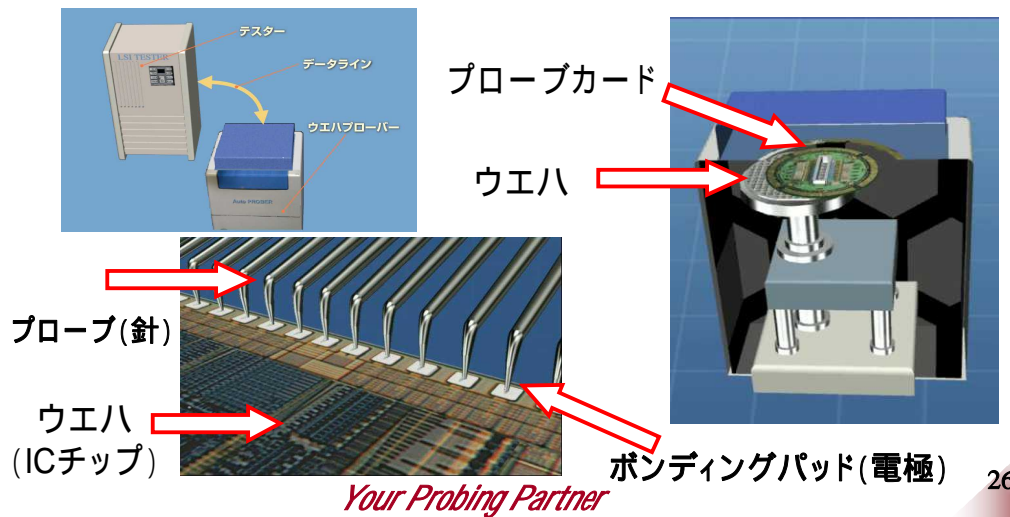 テスター
LSI TESTER
データライン
ウエハプローバー
Auto PROBER
プローブカード
ウエハ
プローブ(針)
ウエハ
(ICチップ)
ボンディングパッド(電極)
Your Probing Partner
26